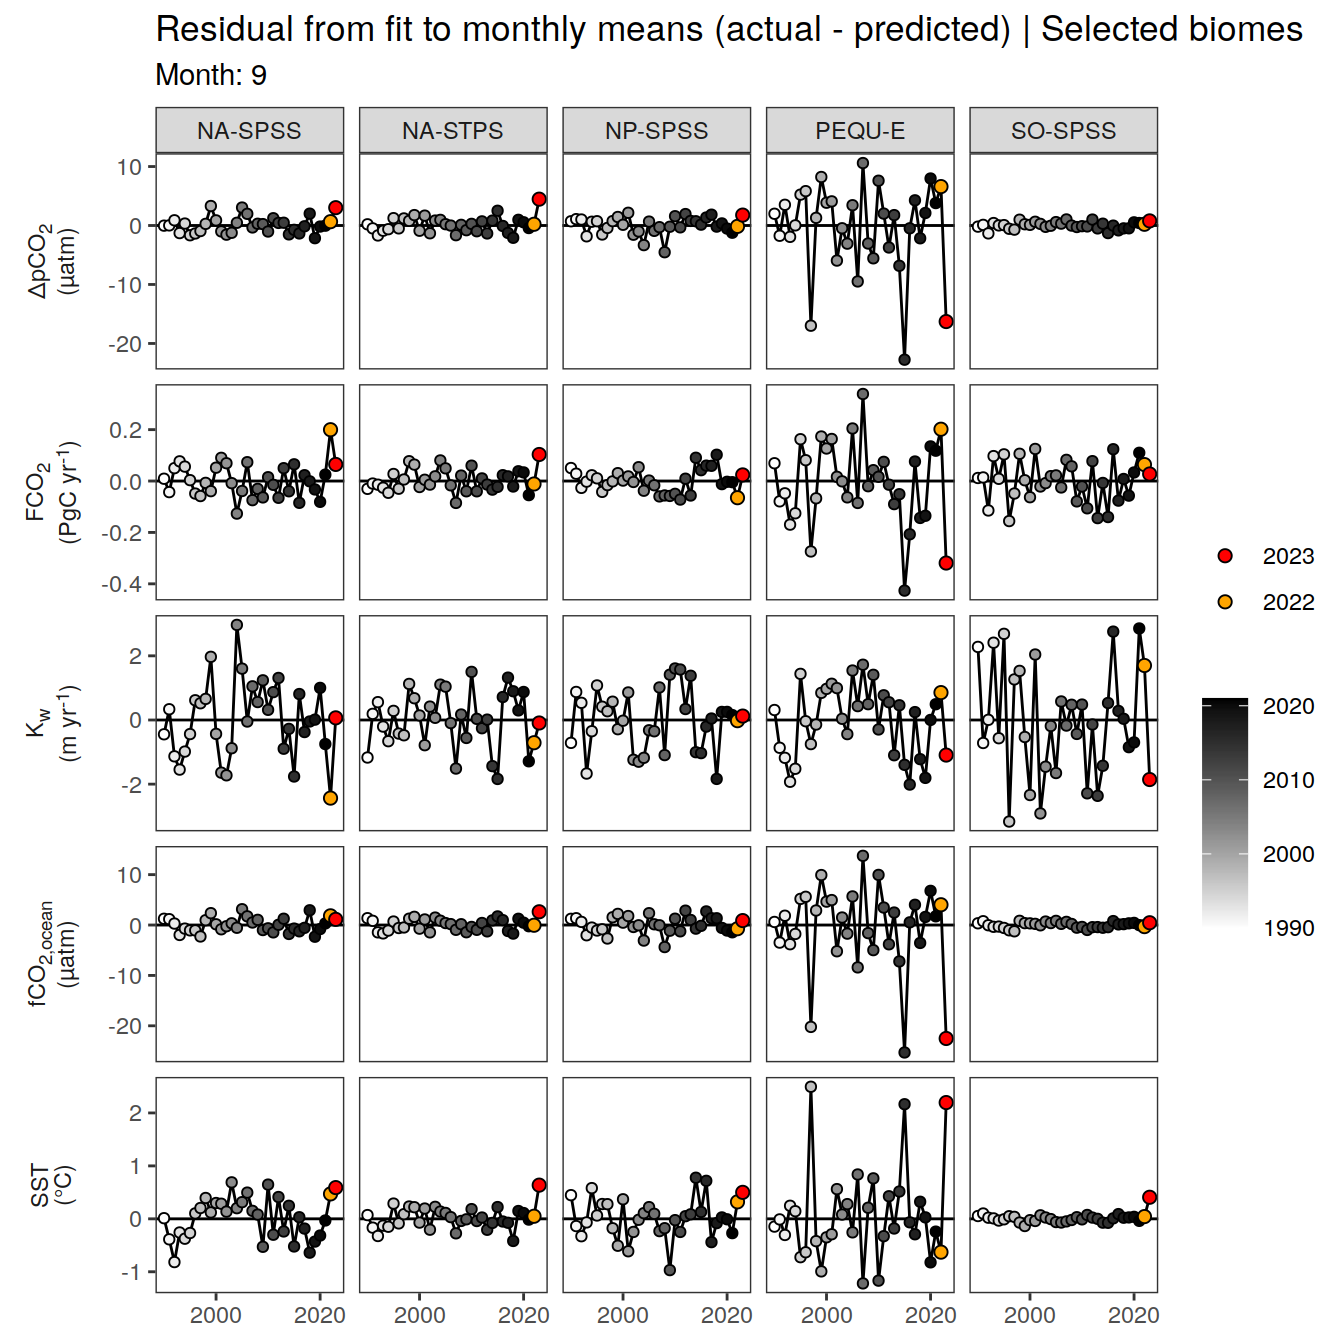 Residual from fit to monthly means (actual - predicted) | Selected biomes
Month: 9
NA-SPSS NA-STPS NP-SPSS PEQU-E SO-SPSS
ΔpCO2
(µatm)
10
0
-10
-20
FCO2
(PgC yr⁻¹)
0.2
0.0
-0.2
-0.4
Kw
(m yr⁻¹)
2
0
-2
fCO2,ocean
(µatm)
10
0
-10
-20
SST
(°C)
2
1
0
-1
2000 2020 2000 2020 2000 2020 2000 2020 2000 2020
2023
2022
2020
2010
2000
1990